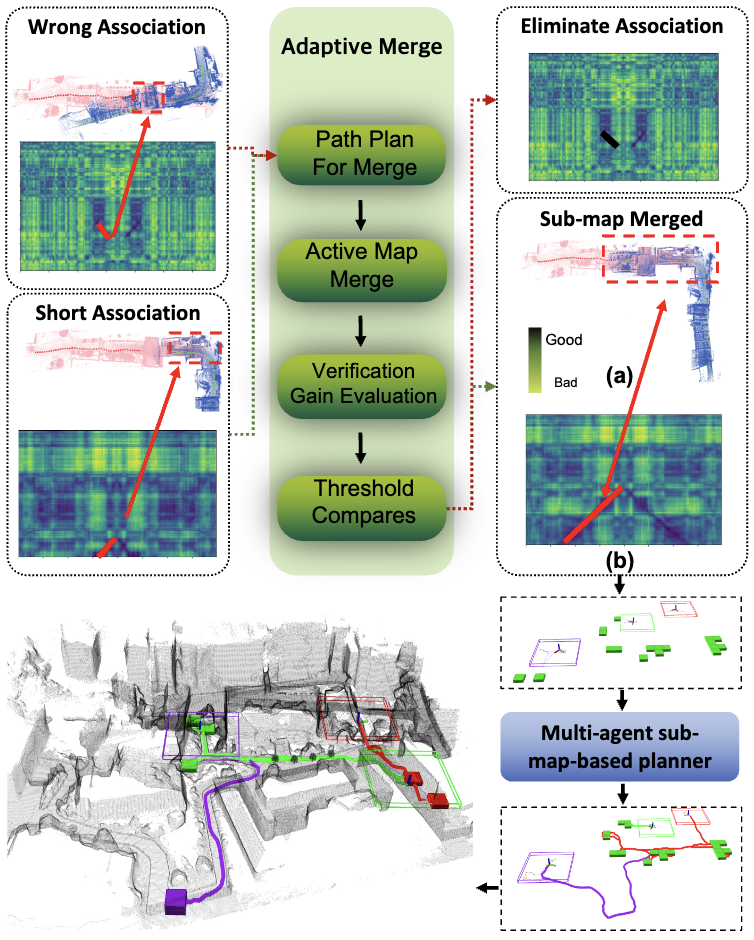 Wrong Association
Short Association
Adaptive Merge
Path Plan
For Merge
Active Map
Merge
Verification
Gain Evaluation
Threshold
Compares
Eliminate Association
Sub-map Merged
Good
Bad
(a)
(b)
Multi-agent sub-
map-based planner